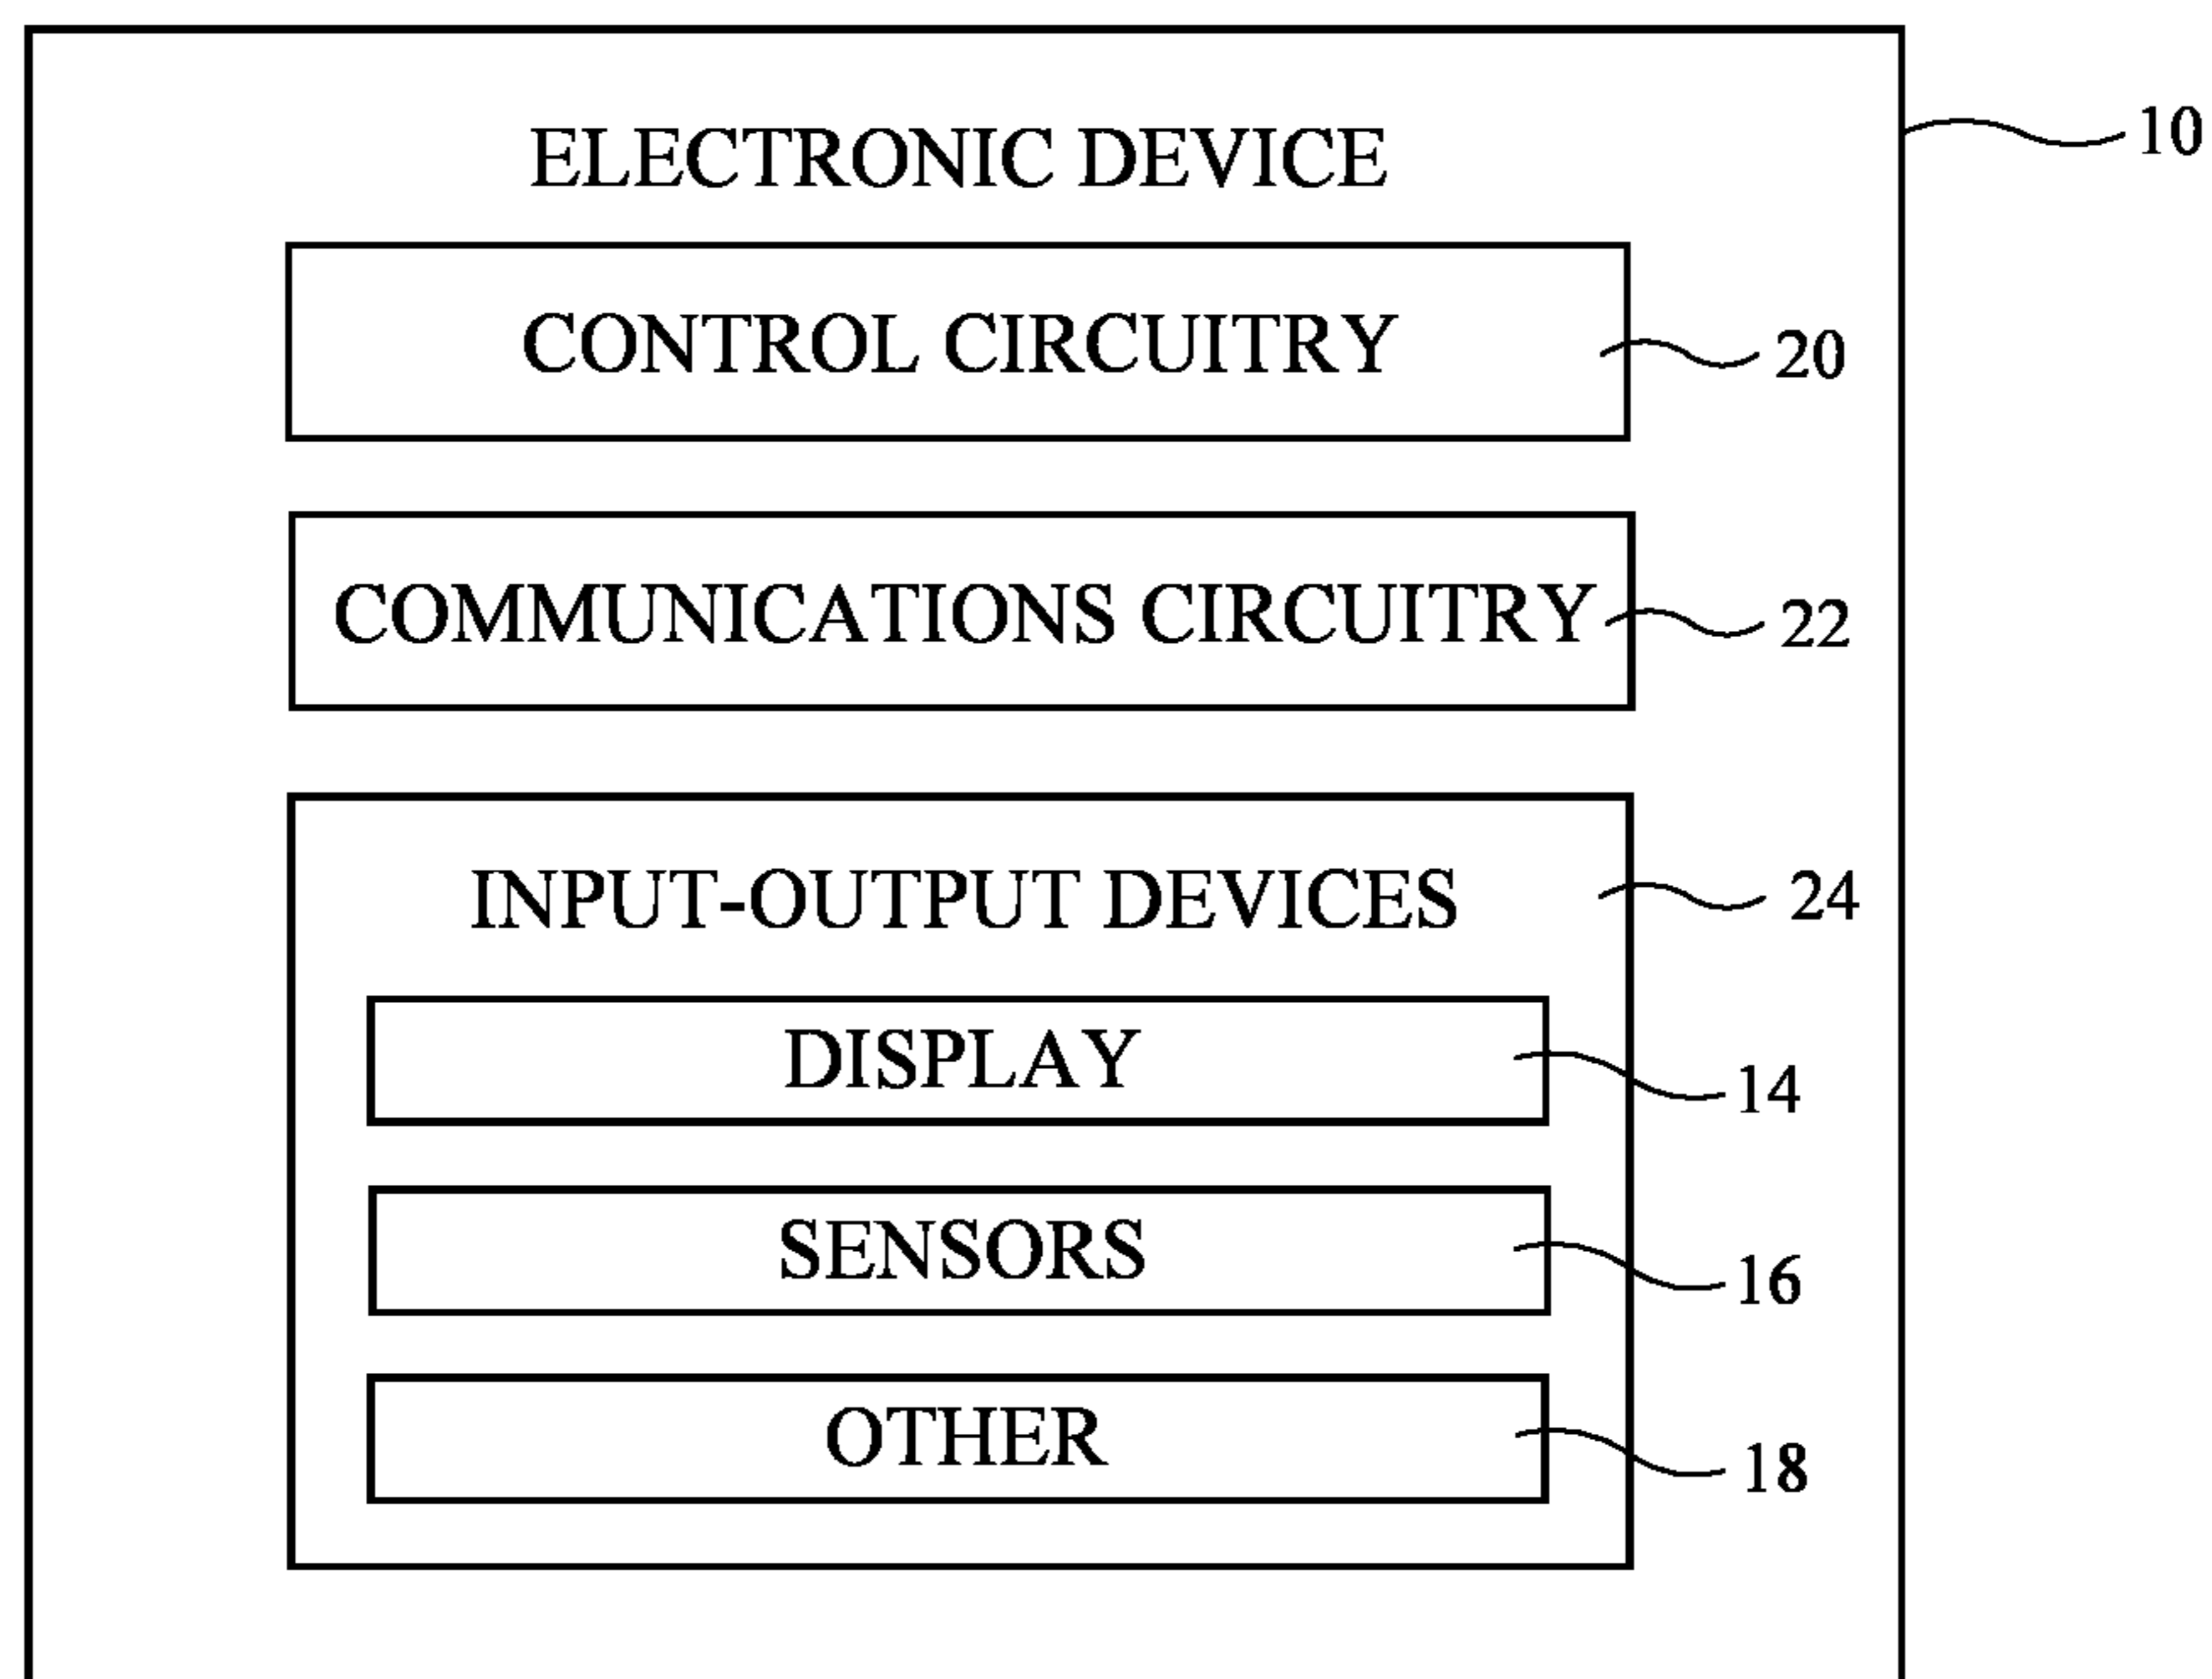 ELECTRONIC DEVICE
10
CONTROL CIRCUITRY
20
COMMUNICATIONS CIRCUITRY
22
INPUT-OUTPUT DEVICES
24
DISPLAY
14
SENSORS
16
OTHER
18